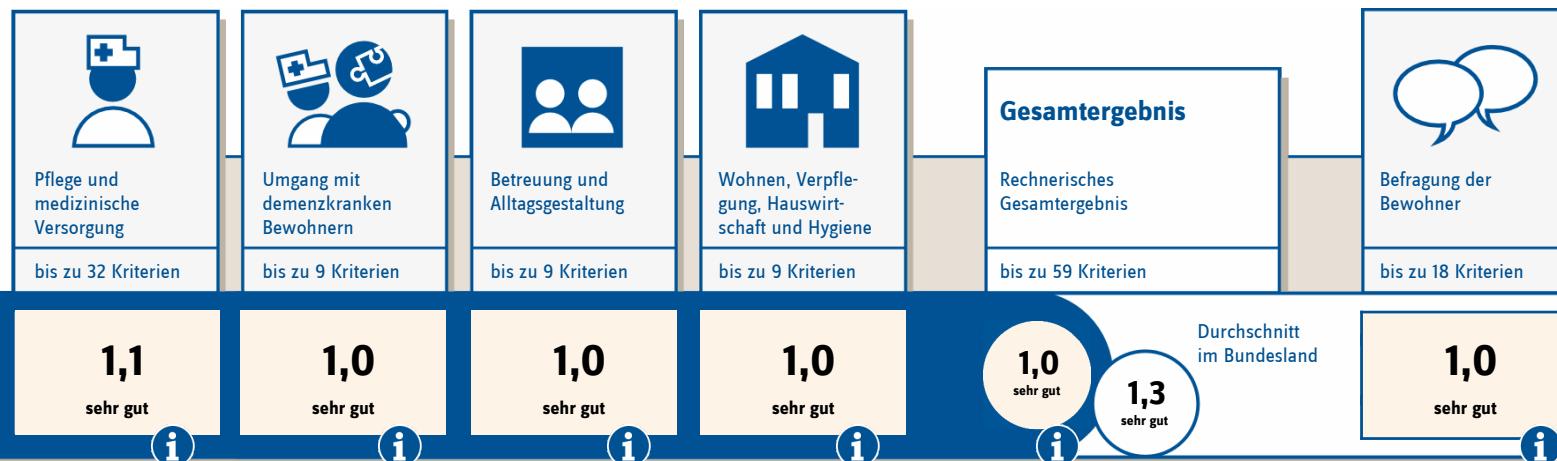 Pflege und
medizinische
Versorgung
bis zu 32 Kriterien
1,1
sehr gut
i
Umgang mit
demenzkranken
Bewohnern
bis zu 9 Kriterien
1,0
sehr gut
i
Betreuung und
Alltagsgestaltung
bis zu 9 Kriterien
1,0
sehr gut
i
Wohnen, Verpfle-
gung, Hauswirt-
schaft und Hygiene
bis zu 9 Kriterien
1,0
sehr gut
i
Gesamtergebnis
Rechnerisches
Gesamtergebnis
bis zu 59 Kriterien
1,0
sehr gut
i
1,3
sehr gut
Durchschnitt
im Bundesland
Befragung der
Bewohner
bis zu 18 Kriterien
1,0
sehr gut
i